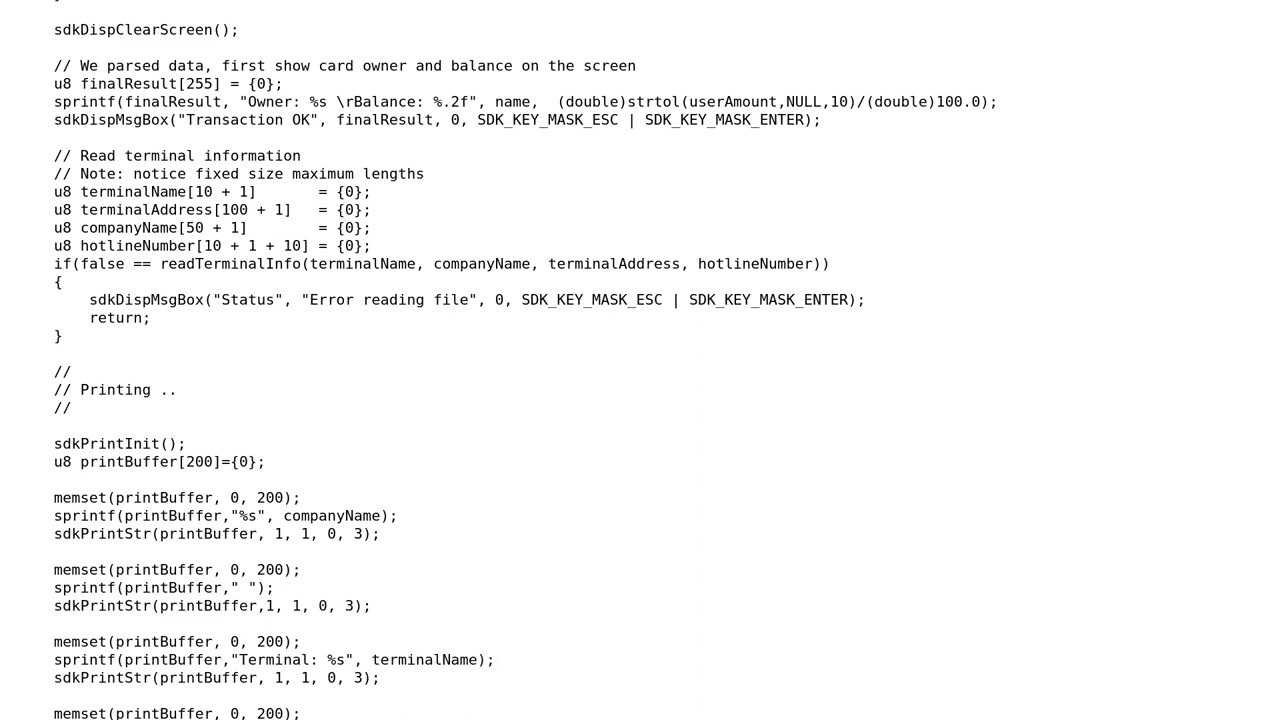 sdkDispClearScreen();
// We parsed data, first show card owner and balance on the screen
u8 finalResult[255] = {0};
sprintf(finalResult, "Owner: %s \rBalance: %.2f", name,  (double)strtol(userAmount,NULL,10)/(double)100.0);
sdkDispMsgBox("Transaction OK", finalResult, 0, SDK_KEY_MASK_ESC | SDK_KEY_MASK_ENTER);
// Read terminal information
// Note: notice fixed size maximum lengths
u8 terminalName[10 + 1]       = {0};
u8 terminalAddress[100 + 1]   = {0};
u8 companyName[50 + 1]        = {0};
u8 hotlineNumber[10 + 1 + 10] = {0};
if(false == readTerminalInfo(terminalName, companyName, terminalAddress, hotlineNumber))
{
    sdkDispMsgBox("Status", "Error reading file", 0, SDK_KEY_MASK_ESC | SDK_KEY_MASK_ENTER);
    return;
}
//
// Printing ..
//
sdkPrintInit();
u8 printBuffer[200]={0};
memset(printBuffer, 0, 200);
sprintf(printBuffer,"%s", companyName);
sdkPrintStr(printBuffer, 1, 1, 0, 3);
memset(printBuffer, 0, 200);
sprintf(printBuffer," ");
sdkPrintStr(printBuffer,1, 1, 0, 3);
memset(printBuffer, 0, 200);
sprintf(printBuffer,"Terminal: %s", terminalName);
sdkPrintStr(printBuffer, 1, 1, 0, 3);
memset(printBuffer, 0, 200);